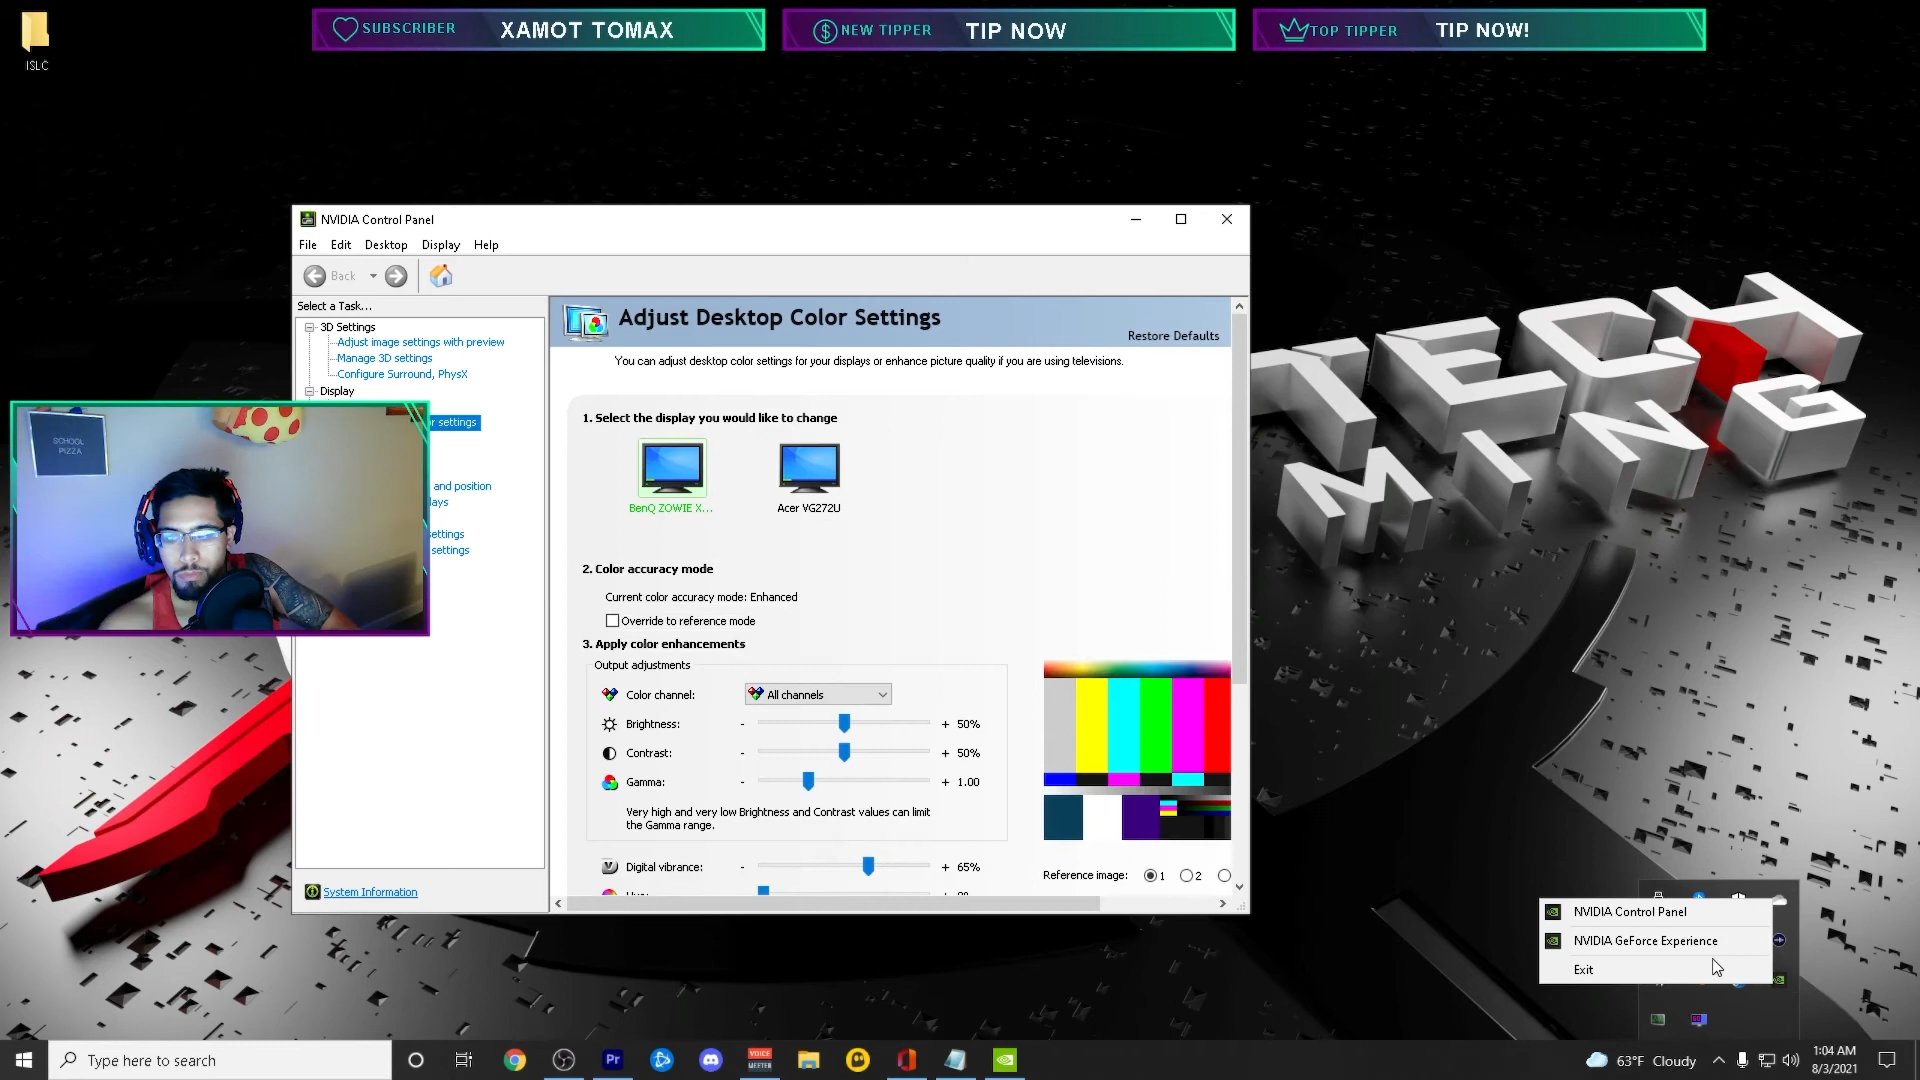 SUBSCRIBER XAMOT TOMAX
NEW TIPPER TIP NOW
TOP TIPPER TIP NOW!
ISLC
NVIDIA Control Panel
File Edit Desktop Display Help
Back
Select a Task...
3D Settings
Adjust image settings with preview
Manage 3D settings
Configure Surround, PhysX
Display
settings
and position
settings
System Information
Adjust Desktop Color Settings
Restore Defaults
You can adjust desktop color settings for your displays or enhance picture quality if you are using televisions.
1. Select the display you would like to change
BenQ ZOWIE X...
Acer VG272U
2. Color accuracy mode
Current color accuracy mode: Enhanced
Override to reference mode
3. Apply color enhancements
Output adjustments
Color channel: All channels
Brightness: - + 50%
Contrast: - + 50%
Gamma: - + 1.00
Very high and very low Brightness and Contrast values can limit
the Gamma range.
Digital vibrance: - + 65%
Reference image: 1 2
SCHOOL
PIZZA
TECH
MING
NVIDIA Control Panel
NVIDIA GeForce Experience
Exit
Type here to search
Pr
VOICE
MEETER
63°F Cloudy
1:04 AM
8/3/2021